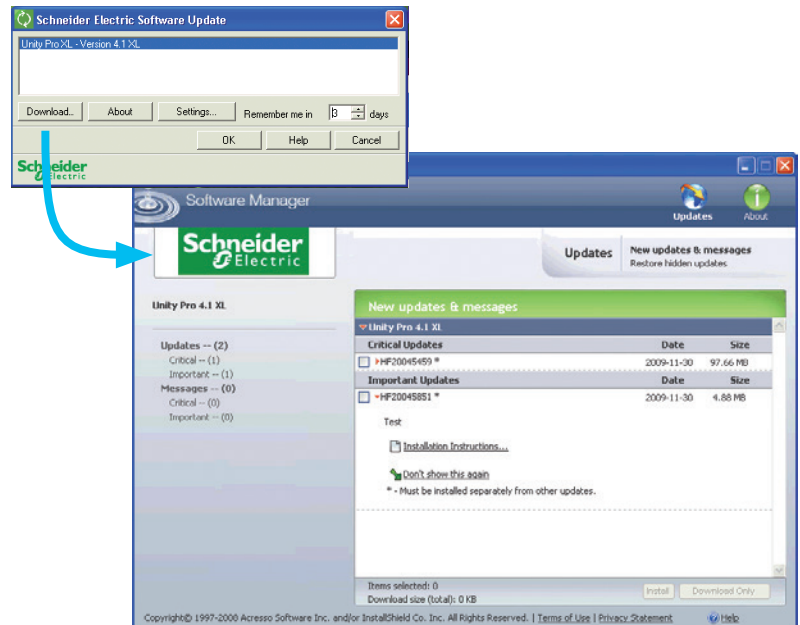 Schneider Electric Software Update
Unity Pro XL - Version 4.1 XL
Download... About Settings... Remember me in 3 days
OK Help Cancel
Schneider
Electric
Software Manager
Updates About
Schneider
Electric
Updates
New updates & messages
Restore hidden updates
Unity Pro 4.1 XL
Updates -- (2)
Critical -- (1)
Important -- (1)
Messages -- (0)
Critical -- (0)
Important -- (0)
New updates & messages
Unity Pro 4.1 XL
Critical Updates Date Size
HF20045459 * 2009-11-30 97.66 MB
Important Updates Date Size
HF20045851 * 2009-11-30 4.88 MB
Test
Installation Instructions...
Don't show this again
* - Must be installed separately from other updates.
Items selected: 0
Download size (total): 0 KB
Install Download Only
Copyright© 1997-2008 Acresso Software Inc. and/or InstallShield Co. Inc. All Rights Reserved. | Terms of Use | Privacy Statement Help